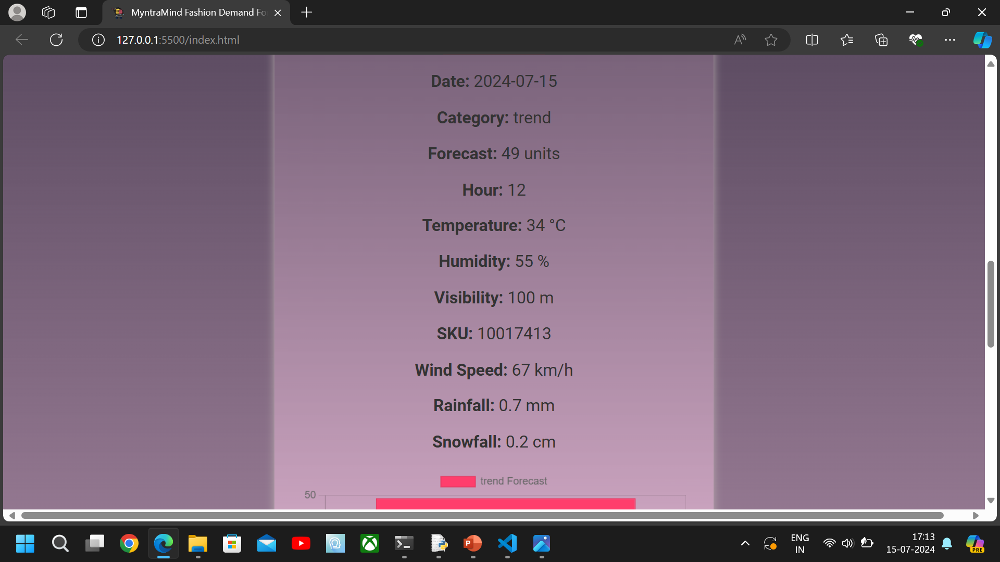 MyntraMind Fashion Demand Fo
127.0.0.1:5500/index.html
Date: 2024-07-15
Category: trend
Forecast: 49 units
Hour: 12
Temperature: 34 °C
Humidity: 55 %
Visibility: 100 m
SKU: 10017413
Wind Speed: 67 km/h
Rainfall: 0.7 mm
Snowfall: 0.2 cm
trend Forecast
50
ENG
IN
17:13
15-07-2024
PRE